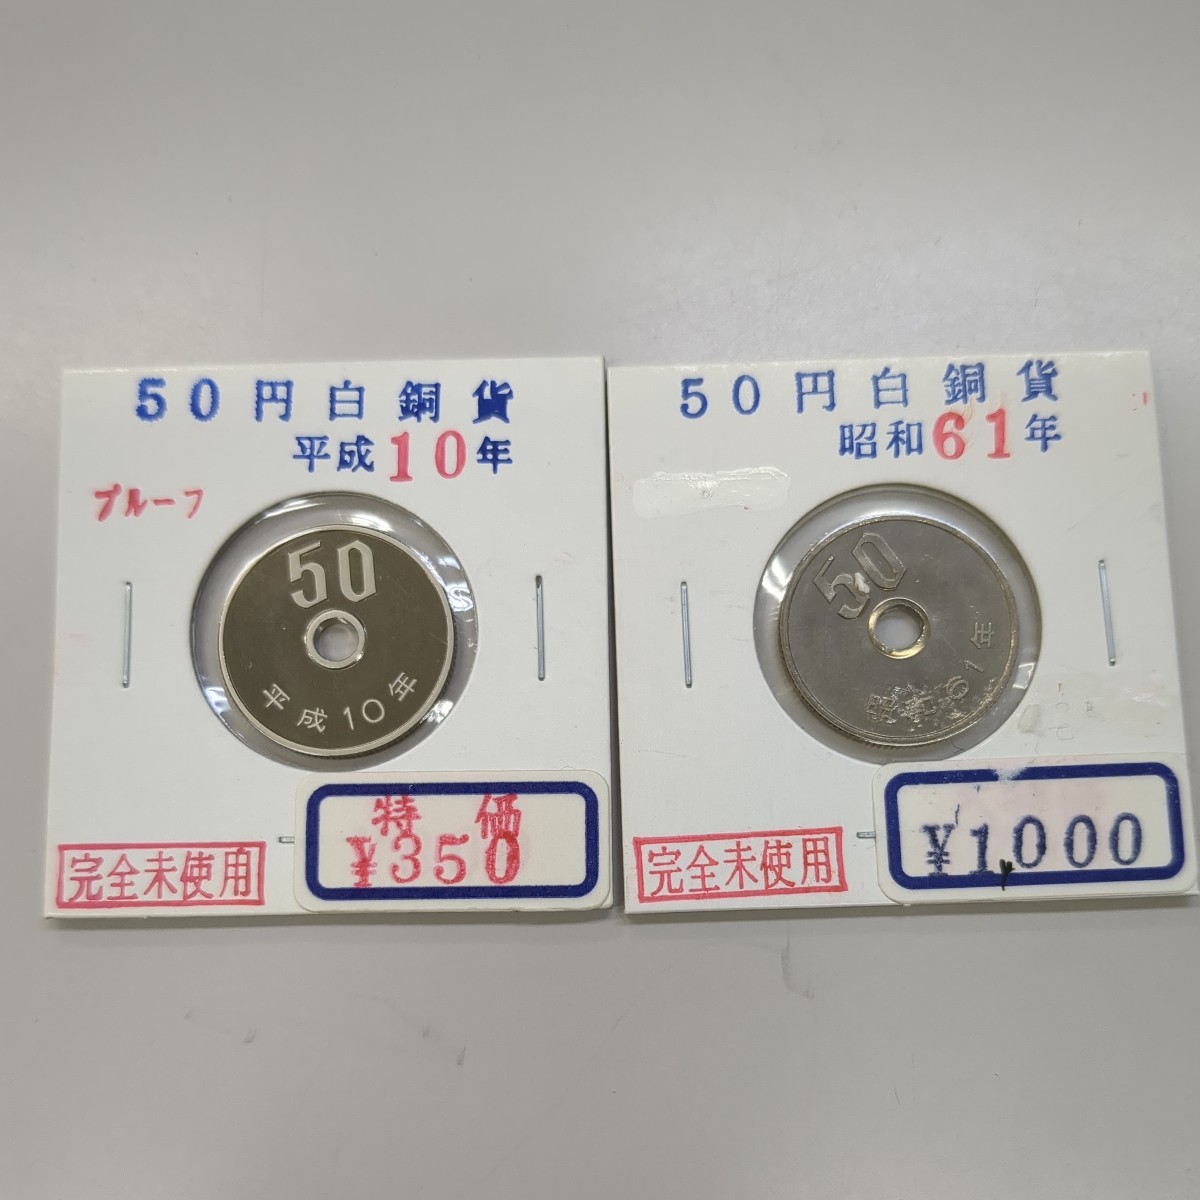 50円白銅貨
平成10年
プルーフ
50
平成10年
特価
¥350
完全未使用
50円白銅貨
昭和61年
50
昭和61年
完全未使用
¥1,000